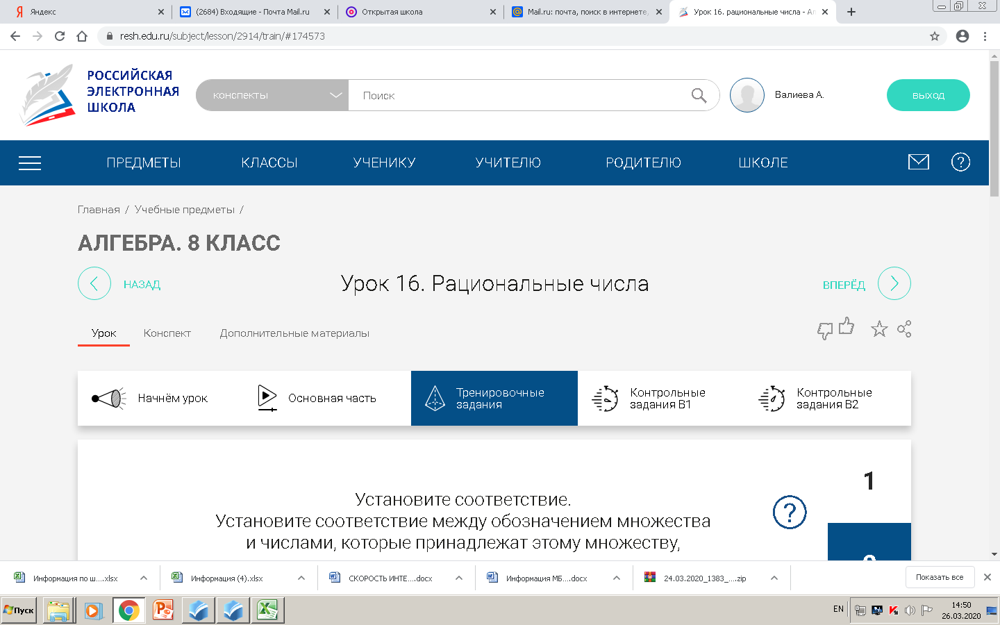 Яндекс
(2684) Входящие - Почта Mail.ru
Открытая школа
Mail.ru: почта, поиск в интернете,
Урок 16. рациональные числа - Ал
resh.edu.ru/subject/lesson/2914/train/#174573
РОССИЙСКАЯ
ЭЛЕКТРОННАЯ
ШКОЛА
конспекты
Поиск
Валиева А.
выход
ПРЕДМЕТЫ КЛАССЫ УЧЕНИКУ УЧИТЕЛЮ РОДИТЕЛЮ ШКОЛЕ
Главная / Учебные предметы /
АЛГЕБРА. 8 КЛАСС
НАЗАД
Урок 16. Рациональные числа
ВПЕРЁД
Урок Конспект Дополнительные материалы
Начнём урок
Основная часть
Тренировочные
задания
Контрольные
задания В1
Контрольные
задания В2
1
Установите соответствие.
Установите соответствие между обозначением множества
и числами, которые принадлежат этому множеству,
?
Информация по ш....xlsx
Информация (4).xlsx
СКОРОСТЬ ИНТЕ....docx
Информация МБ....docx
24.03.2020_1383_....zip
Показать все
Пуск
EN
14:50
26.03.2020